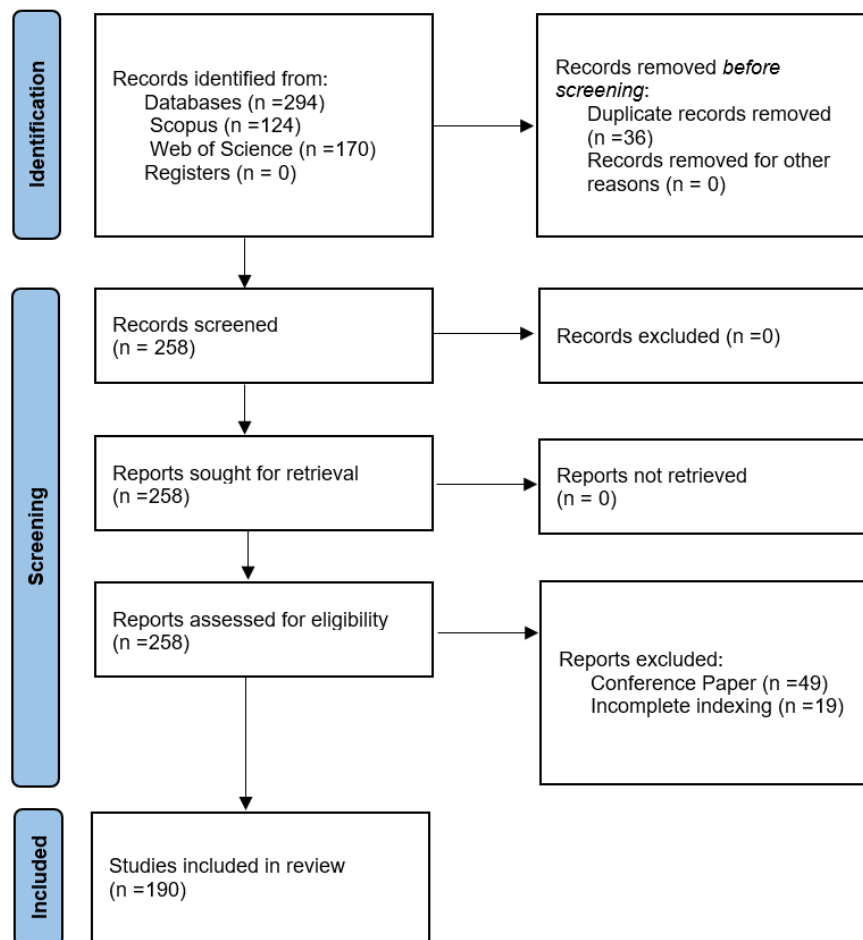 Identification
Records identified from:
Databases (n =294)
Scopus (n =124)
Web of Science (n =170)
Registers (n = 0)
Records removed before
screening:
Duplicate records removed
(n =36)
Records removed for other
reasons (n = 0)
Screening
Records screened
(n = 258)
Records excluded (n =0)
Reports sought for retrieval
(n =258)
Reports not retrieved
(n = 0)
Reports assessed for eligibility
(n =258)
Reports excluded:
Conference Paper (n =49)
Incomplete indexing (n =19)
Included
Studies included in review
(n =190)